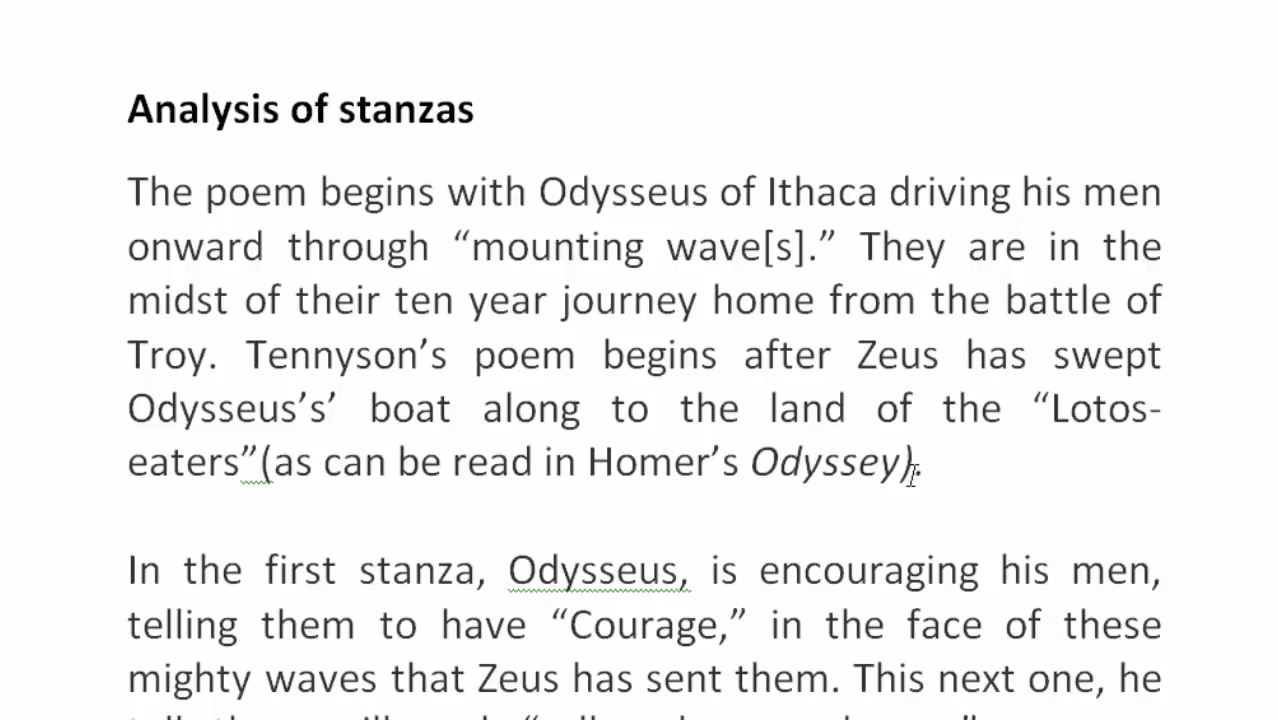 Analysis of stanzas
The poem begins with Odysseus of Ithaca driving his men
onward through “mounting wave[s].” They are in the
midst of their ten year journey home from the battle of
Troy. Tennyson’s poem begins after Zeus has swept
Odysseus’s’ boat along to the land of the “Lotos-
eaters”(as can be read in Homer’s Odyssey).
In the first stanza, Odysseus, is encouraging his men,
telling them to have “Courage,” in the face of these
mighty waves that Zeus has sent them. This next one, he